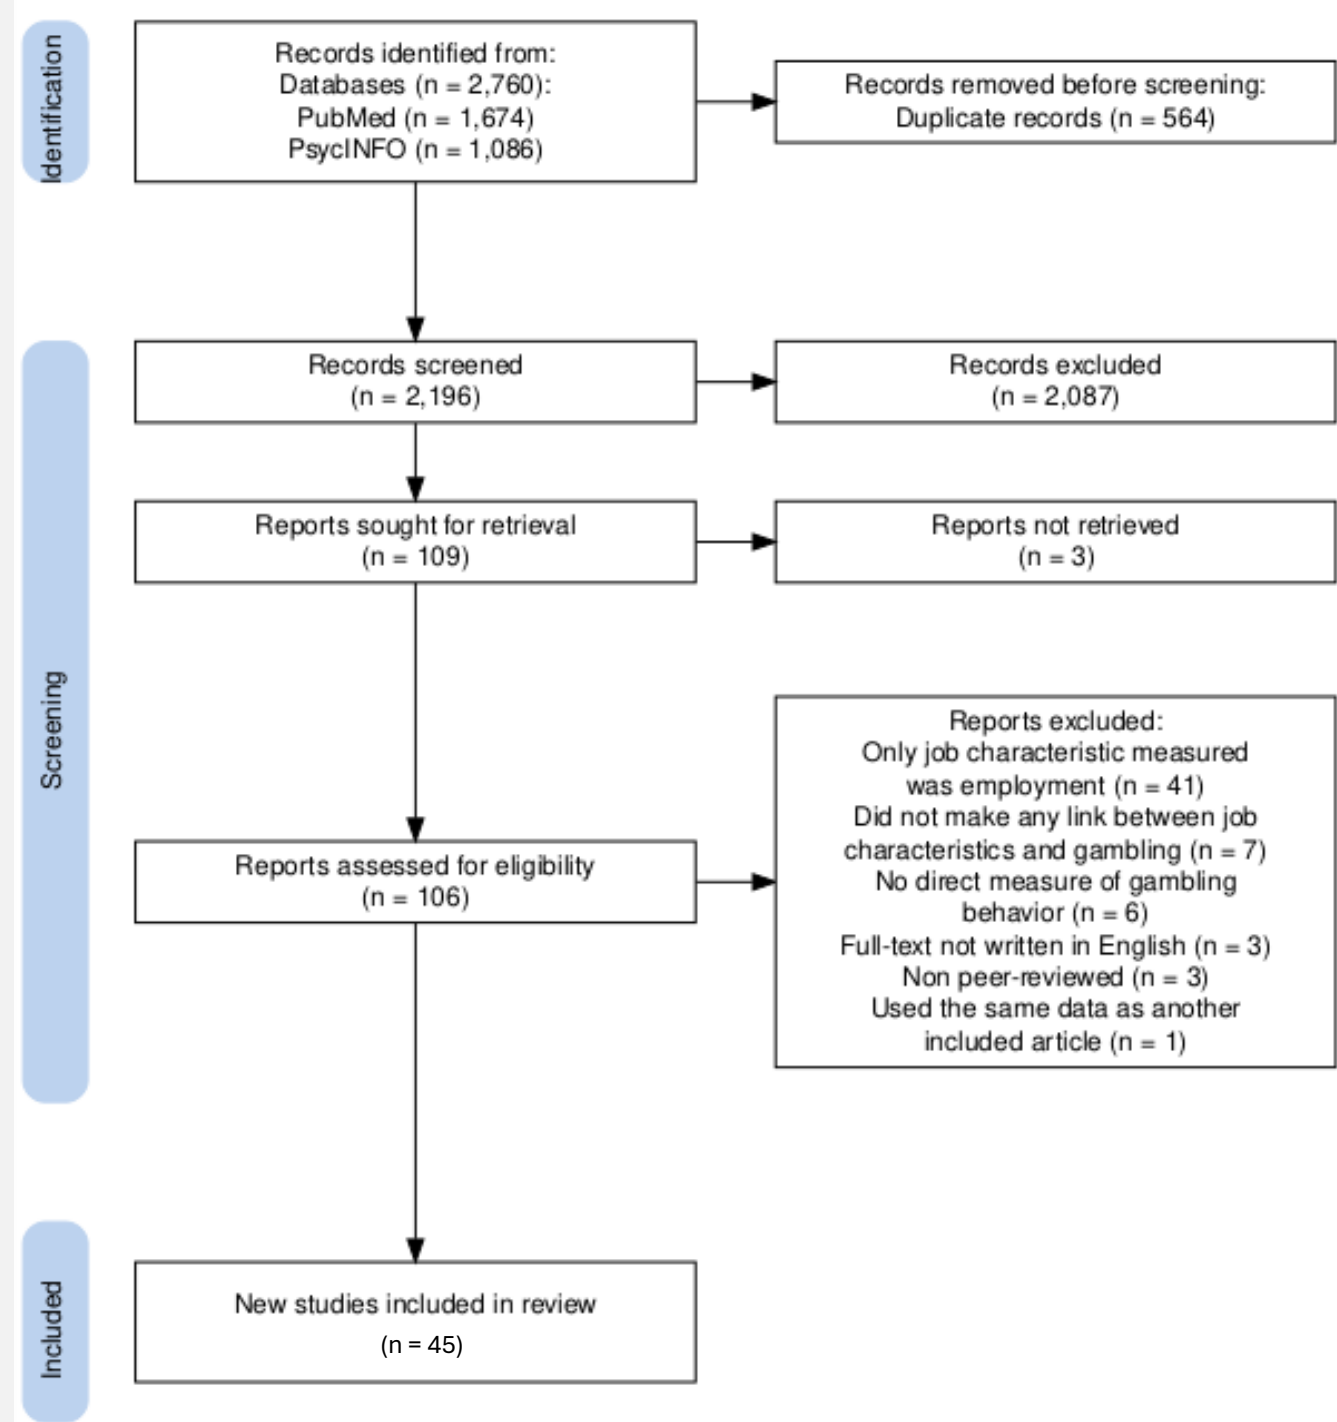 Identification
Records identified from:
Databases (n = 2,760):
PubMed (n = 1,674)
PsycINFO (n = 1,086)
Records removed before screening:
Duplicate records (n = 564)
Screening
Records screened
(n = 2,196)
Records excluded
(n = 2,087)
Reports sought for retrieval
(n = 109)
Reports not retrieved
(n = 3)
Reports assessed for eligibility
(n = 106)
Reports excluded:
Only job characteristic measured
was employment (n = 41)
Did not make any link between job
characteristics and gambling (n = 7)
No direct measure of gambling
behavior (n = 6)
Full-text not written in English (n = 3)
Non peer-reviewed (n = 3)
Used the same data as another
included article (n = 1)
Included
New studies included in review
(n = 45)